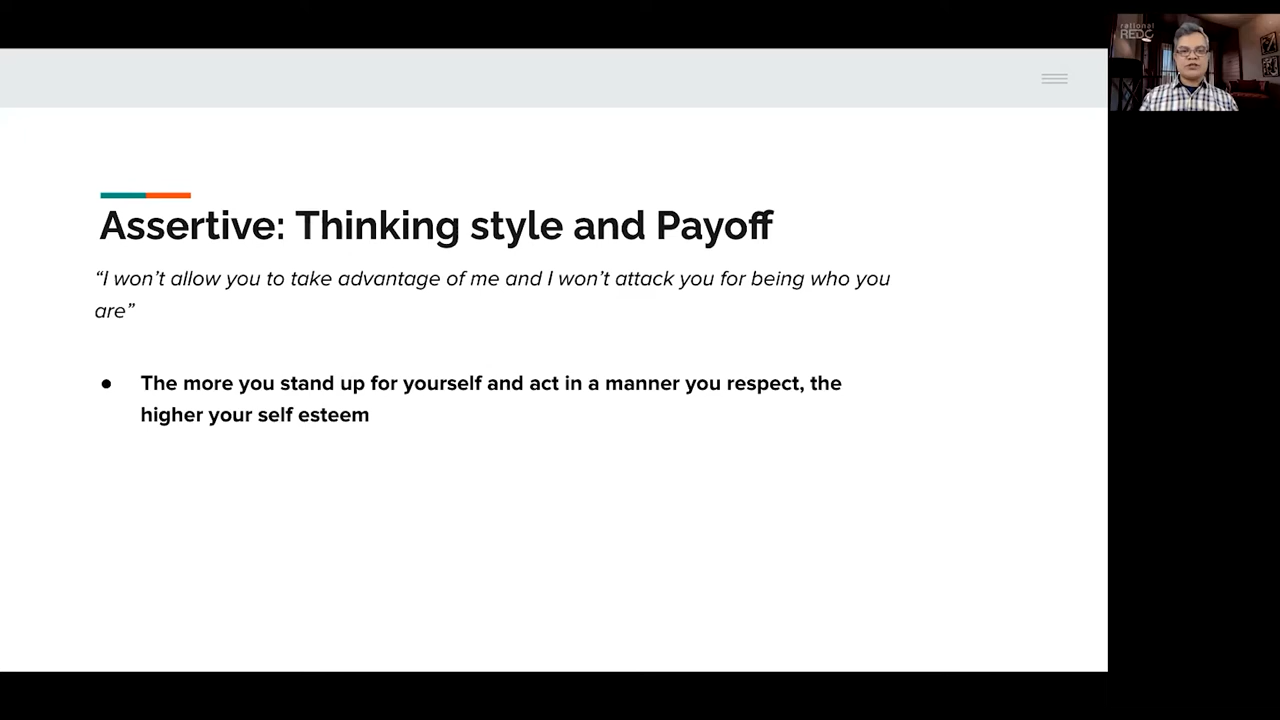 rational
REDC
Assertive: Thinking style and Payoff
“I won’t allow you to take advantage of me and I won’t attack you for being who you
are”
● The more you stand up for yourself and act in a manner you respect, the
higher your self esteem